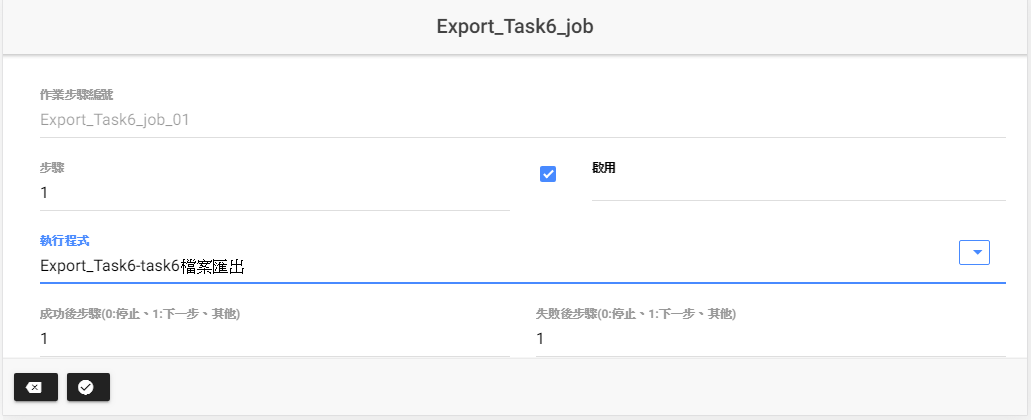 Export_Task6_job
作業步驟編號
Export_Task6_job_01
步驟
1
啟用
執行程式
Export_Task6-task6檔案匯出
成功後步驟(0:停止、1:下一步、其他)
1
失敗後步驟(0:停止、1:下一步、其他)
1